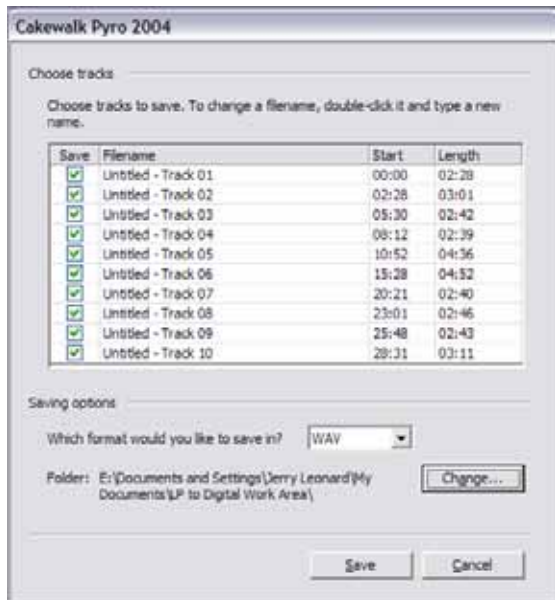 Cakewalk Pyro 2004
Choose tracks
Choose tracks to save. To change a filename, double-click it and type a new
name.
Save Filename Start Length
Untitled - Track 01 00:00 02:28
Untitled - Track 02 02:28 03:01
Untitled - Track 03 05:30 02:42
Untitled - Track 04 08:12 02:39
Untitled - Track 05 10:52 04:36
Untitled - Track 06 15:28 04:52
Untitled - Track 07 20:21 02:40
Untitled - Track 08 23:01 02:46
Untitled - Track 09 25:48 02:43
Untitled - Track 10 28:31 03:11
Saving options
Which format would you like to save in? WAV
Folder: E:\Documents and Settings\Jerry Leonard\My Change...
Documents\LP to Digital Work Area\
Save Cancel